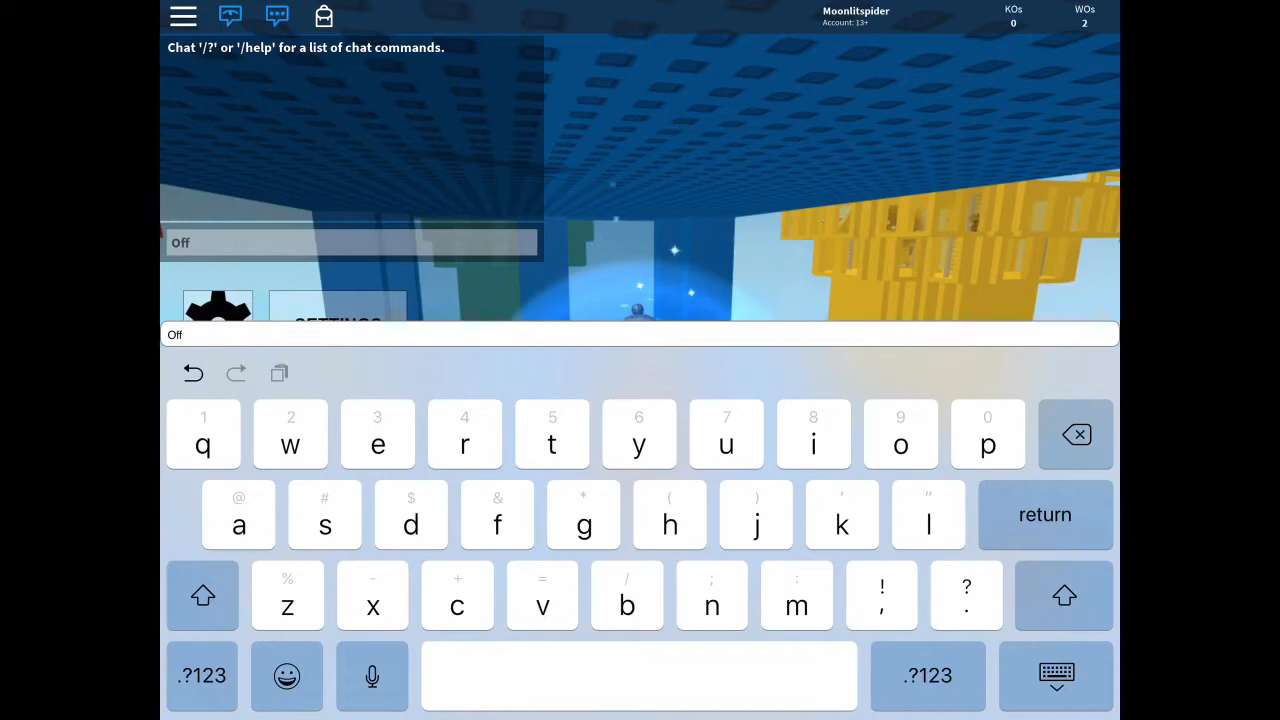 Moonlitspider
Account: 13+
KOs
0
WOs
2
Chat '/?' or '/help' for a list of chat commands.
Off
SETTINGS
Off
1 2 3 4 5 6 7 8 9 0
q w e r t y u i o p
@ # $ & * ( ) ' "
a s d f g h j k l return
% - + = / ; : ! ?
z x c v b n m , .
.?123 .?123